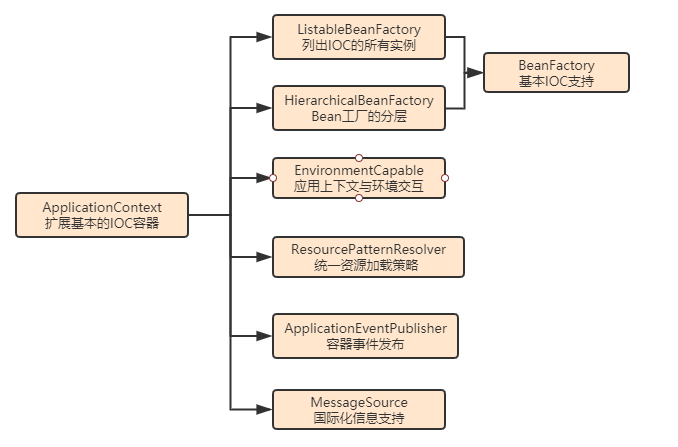 ListableBeanFactory
列出IOC的所有实例
BeanFactory
基本IOC支持
HierarchicalBeanFactory
Bean工厂的分层
EnvironmentCapable
应用上下文与环境交互
ApplicationContext
扩展基本的IOC容器
ResourcePatternResolver
统一资源加载策略
ApplicationEventPublisher
容器事件发布
MessageSource
国际化信息支持